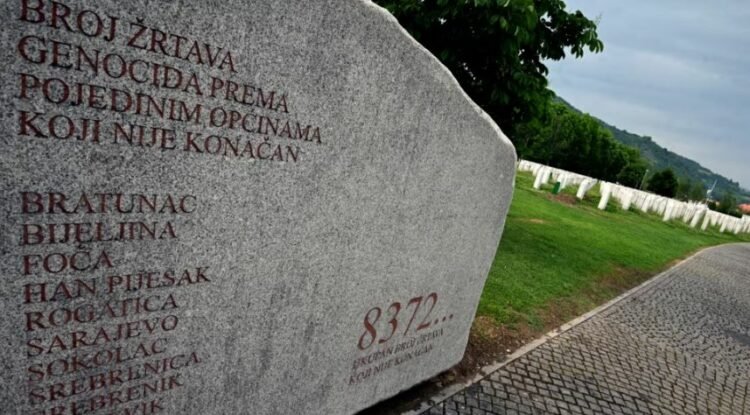 BROJ ŽRTAVA
GENOCIDA PREMA
POJEDINIM OPĆINAMA
KOJI NIJE KONAČAN
BRATUNAC
BIJELJINA
FOČA
HAN PIJESAK
ROGATICA
SARAJEVO
SOKOLAC
SREBRENICA
SREBRENIK
8372...
UKUPAN BROJ ŽRTAVA
KOJI NIJE KONAČAN